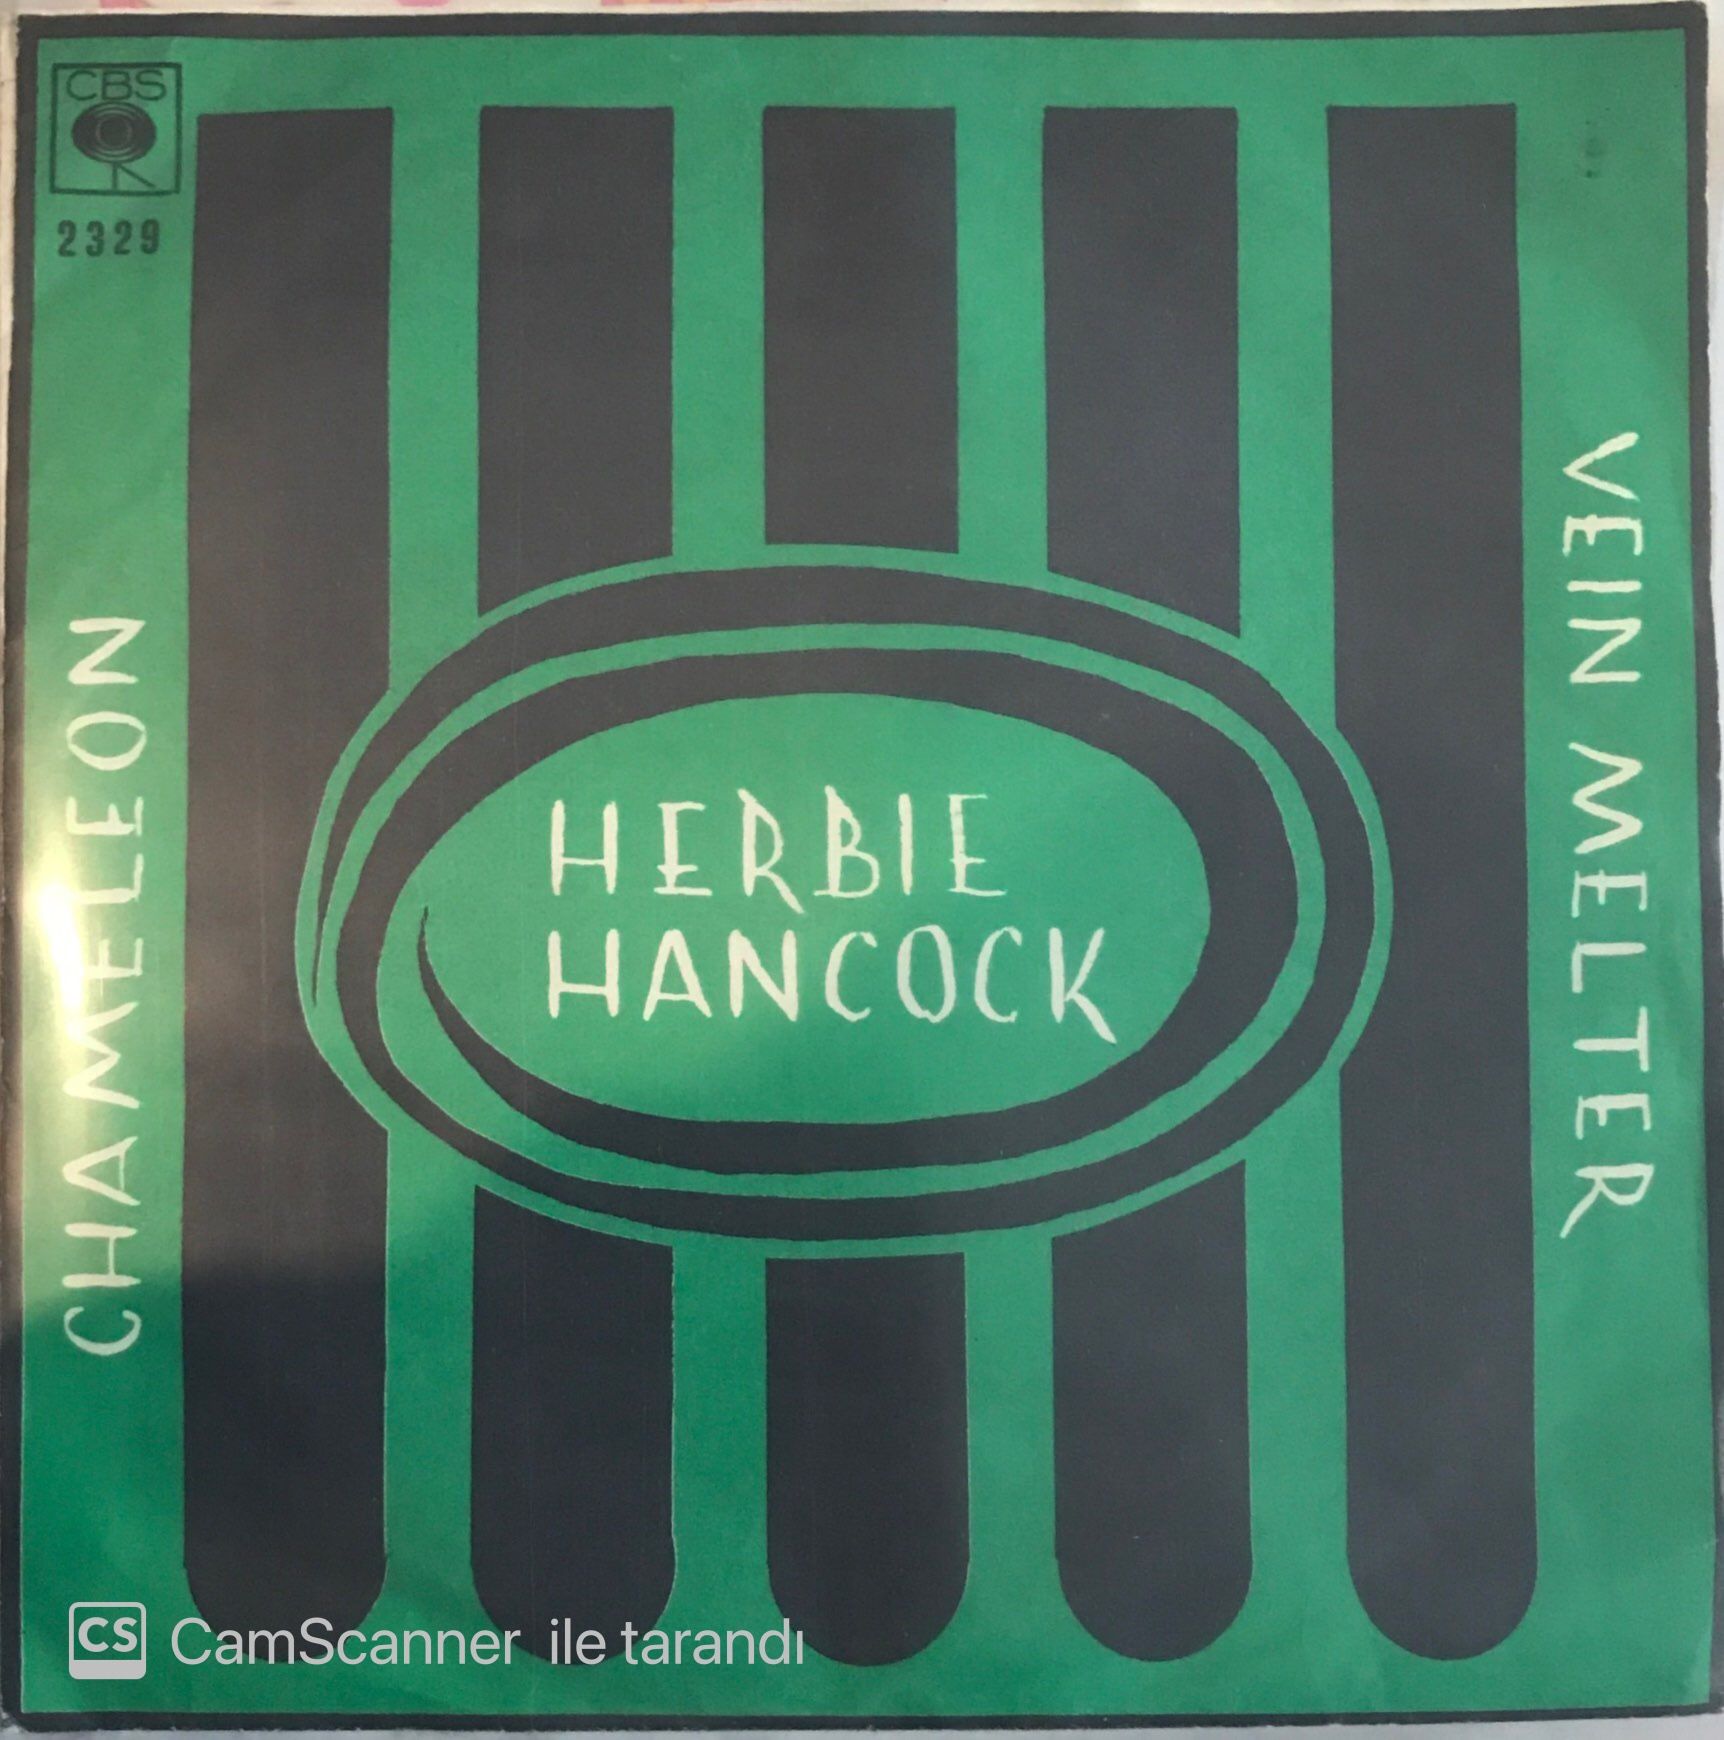 CBS
2329
CHAMELEON
HERBIE
HANCOCK
VEIN MELTER
CS CamScanner ile tarandı